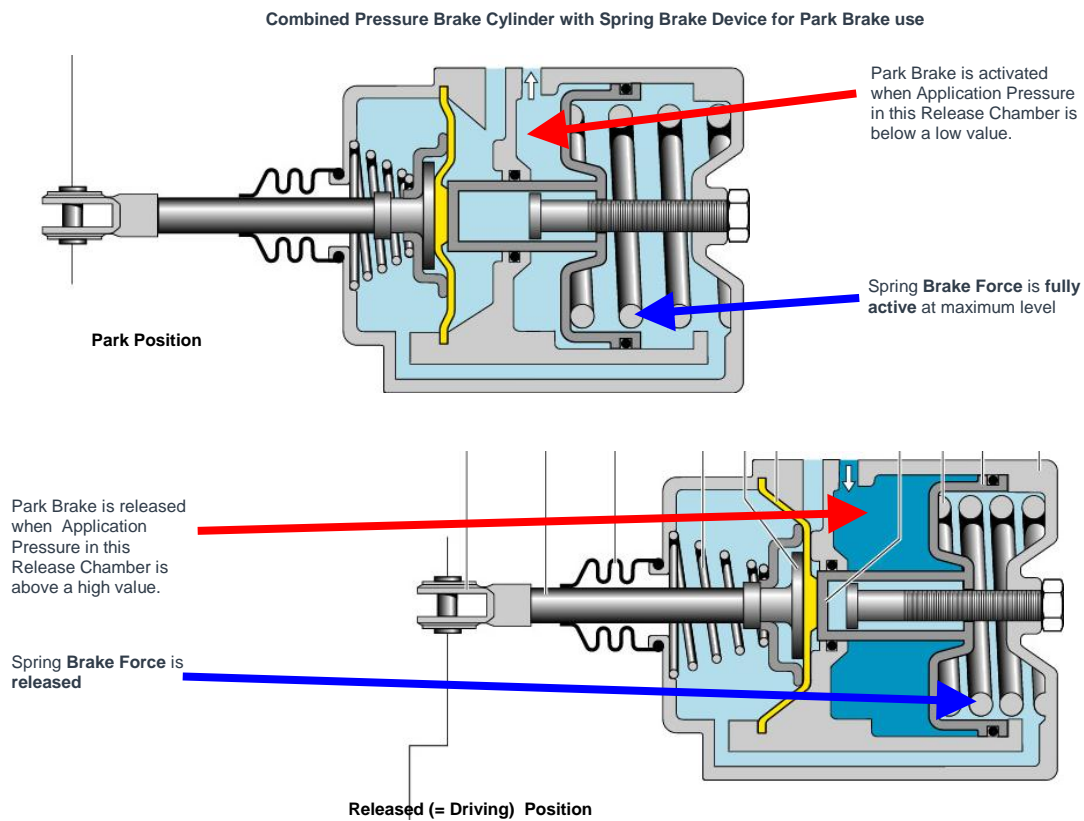 Combined Pressure Brake Cylinder with Spring Brake Device for Park Brake use
Park Brake is activated
when Application Pressure
in this Release Chamber is
below a low value.
Spring Brake Force is fully
active at maximum level
Park Position
Park Brake is released
when Application
Pressure in this
Release Chamber is
above a high value.
Spring Brake Force is
released
Released (= Driving) Position